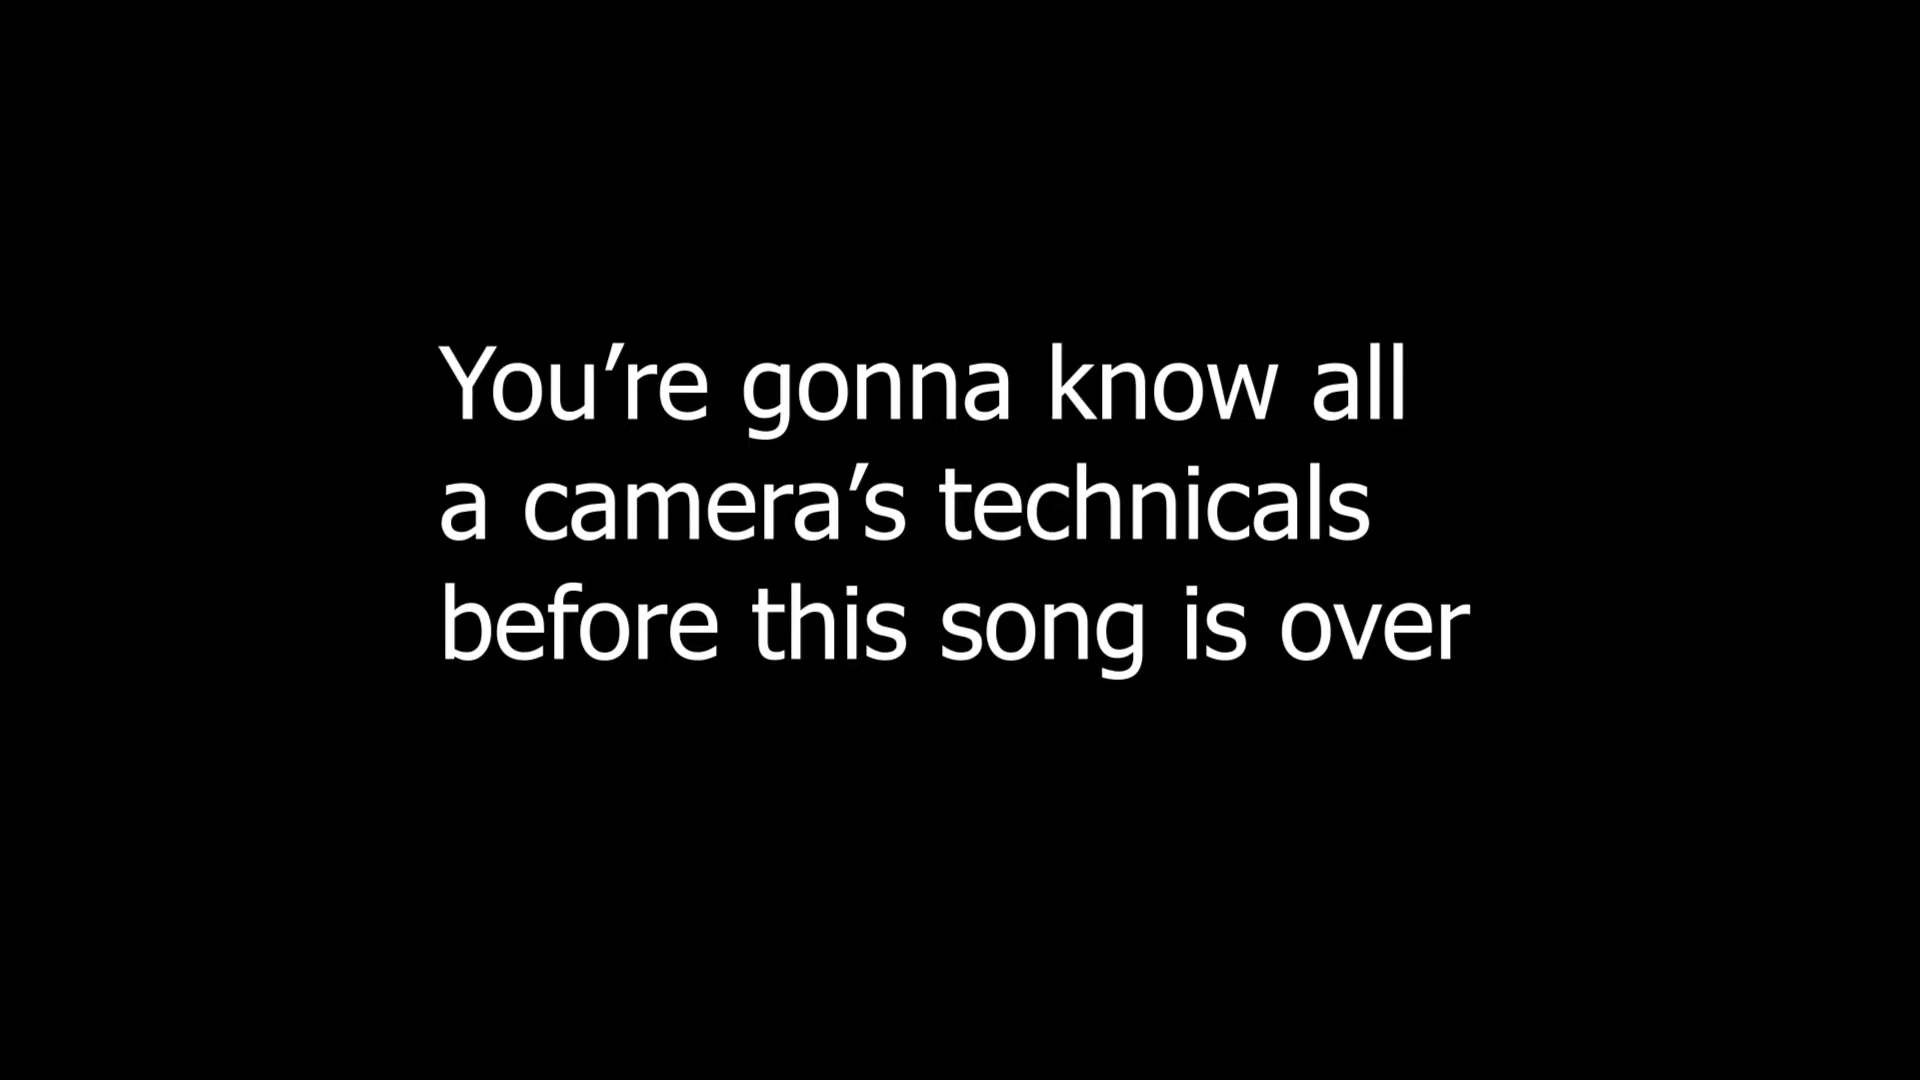 You’re gonna know all
a camera’s technicals
before this song is over